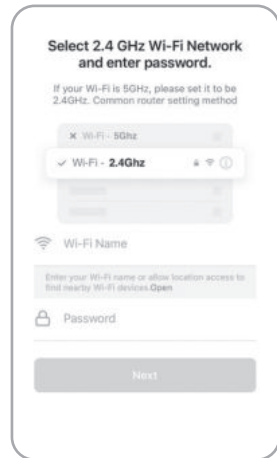 Select 2.4 GHz Wi-Fi Network
and enter password.
If your Wi-Fi is 5GHz, please set it to be
2.4GHz. Common router setting method
Wi-Fi - 5Ghz
Wi-Fi - 2.4Ghz
Wi-Fi Name
Enter your Wi-Fi name or allow location access to
find nearby Wi-Fi devices.Open
Password
Next